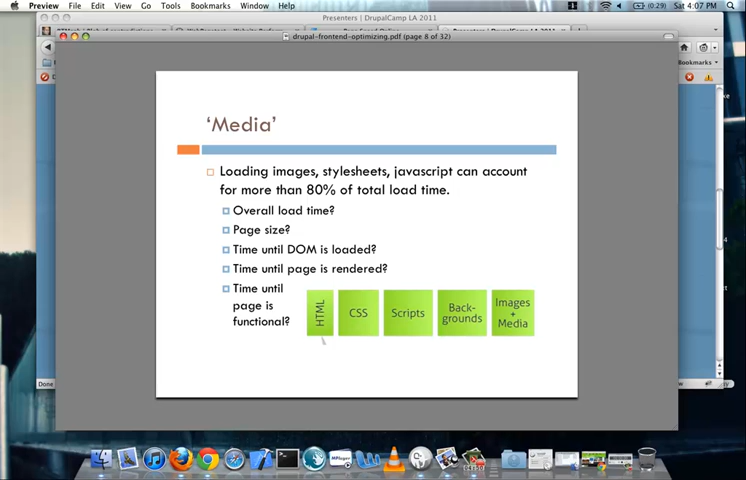 Preview File Edit View Go Tools Bookmarks Window Help
(0:29) Sat 4:07 PM
Presenters | DrupalCamp LA 2011
drupal-frontend-optimizing.pdf (page 8 of 32)
Bookmarks
'Media'
Loading images, stylesheets, javascript can account
for more than 80% of total load time.
Overall load time?
Page size?
Time until DOM is loaded?
Time until page is rendered?
Time until
page is
functional?
HTML
CSS
Scripts
Back-
grounds
Images
+
Media
Done